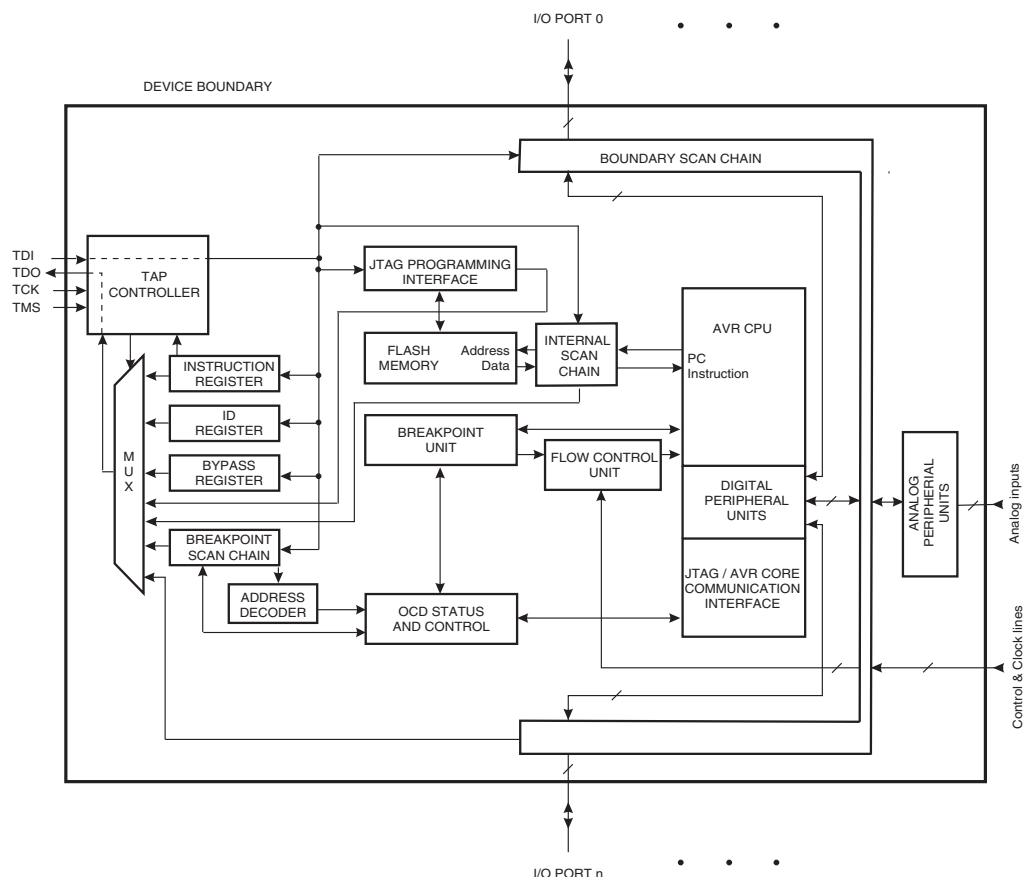 I/O PORT 0
DEVICE BOUNDARY
BOUNDARY SCAN CHAIN
TDI
TDO
TCK
TMS
TAP
CONTROLLER
JTAG PROGRAMMING
INTERFACE
FLASH
MEMORY
Address
Data
INTERNAL
SCAN
CHAIN
AVR CPU
PC
Instruction
INSTRUCTION
REGISTER
ID
REGISTER
BYPASS
REGISTER
M
U
X
BREAKPOINT
UNIT
FLOW CONTROL
UNIT
DIGITAL
PERIPHERAL
UNITS
ANALOG
PERIPHERIAL
UNITS
Analog inputs
BREAKPOINT
SCAN CHAIN
ADDRESS
DECODER
OCD STATUS
AND CONTROL
JTAG / AVR CORE
COMMUNICATION
INTERFACE
Control & Clock lines
I/O PORT n